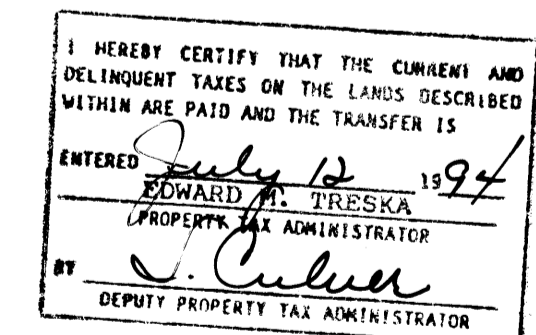 I HEREBY CERTIFY THAT THE CURRENT AND
DELINQUENT TAXES ON THE LANDS DESCRIBED
WITHIN ARE PAID AND THE TRANSFER IS
ENTERED July 12 1994
EDWARD M. TRESKA
PROPERTY TAX ADMINISTRATOR
BY J. Culver
DEPUTY PROPERTY TAX ADMINISTRATOR